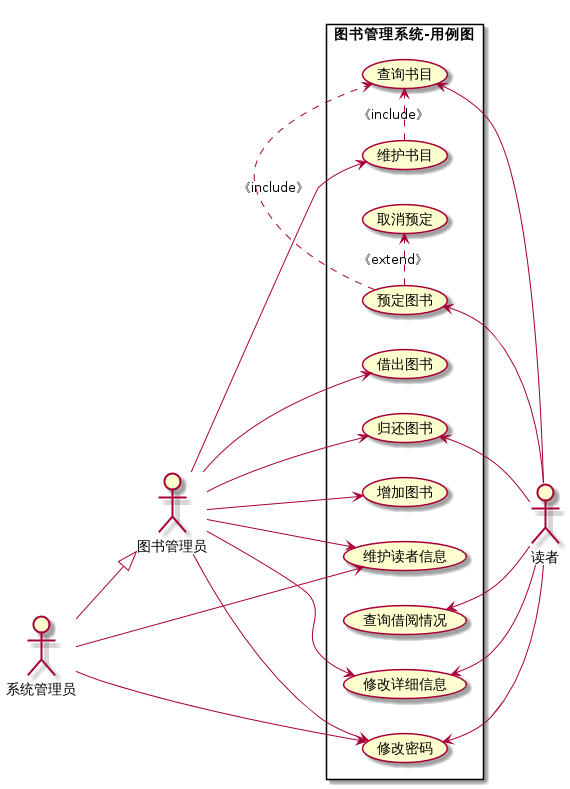 图书管理系统-用例图
查询书目
《include》
维护书目
《include》
取消预定
《extend》
预定图书
借出图书
归还图书
增加图书
图书管理员
维护读者信息
读者
查询借阅情况
修改详细信息
系统管理员
修改密码